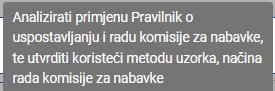 Analizirati primjenu Pravilnik o
uspostavljanju i radu komisije za nabavke,
te utvrditi koristeći metodu uzorka, načina
rada komisije za nabavke